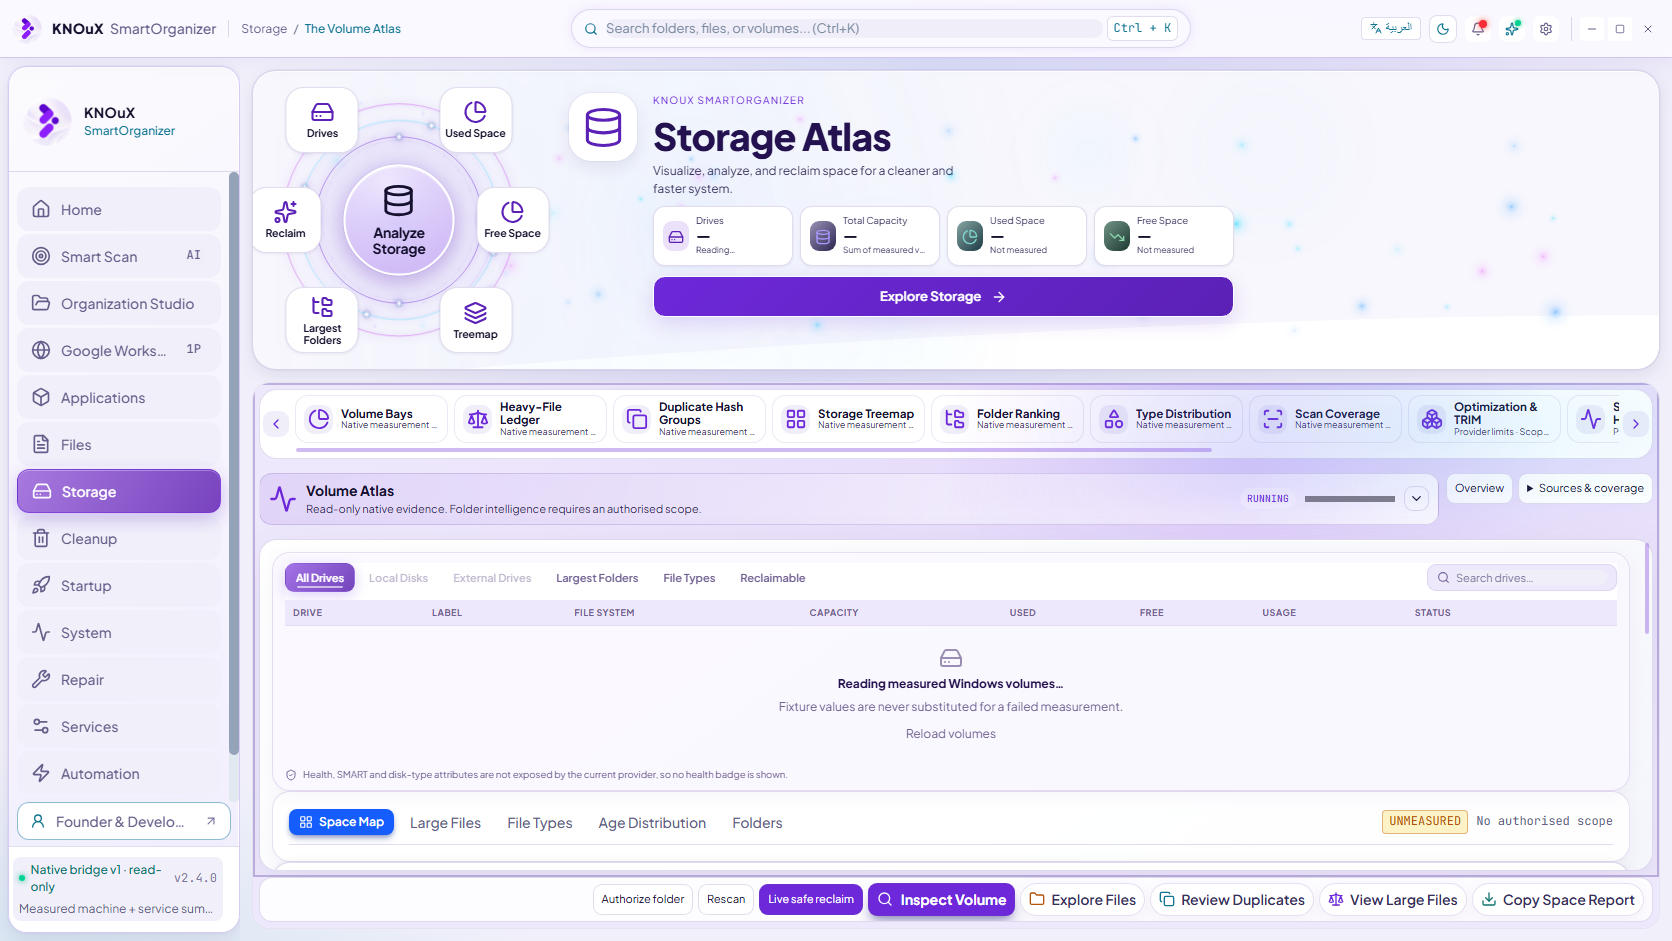 KNOuX SmartOrganizer
Storage / The Volume Atlas
Search folders, files, or volumes... (Ctrl+K)
Ctrl + K
العربية
KNOuX
SmartOrganizer
Home
Smart Scan AI
Organization Studio
Google Works... 1P
Applications
Files
Storage
Cleanup
Startup
System
Repair
Services
Automation
Founder & Develo...
Native bridge v1 · read-only
v2.4.0
Measured machine + service sum...
Drives
Used Space
Reclaim
Analyze
Storage
Free Space
Largest
Folders
Treemap
KNOUX SMARTORGANIZER
Storage Atlas
Visualize, analyze, and reclaim space for a cleaner and
faster system.
Drives
—
Reading...
Total Capacity
—
Sum of measured v...
Used Space
—
Not measured
Free Space
—
Not measured
Explore Storage →
Volume Bays
Native measurement ...
Heavy-File
Ledger
Native measurement ...
Duplicate Hash
Groups
Native measurement ...
Storage Treemap
Native measurement ...
Folder Ranking
Native measurement ...
Type Distribution
Native measurement ...
Scan Coverage
Native measurement ...
Optimization &
TRIM
Provider limits · Scop...
Volume Atlas
Read-only native evidence. Folder intelligence requires an authorised scope.
RUNNING
Overview
Sources & coverage
All Drives
Local Disks
External Drives
Largest Folders
File Types
Reclaimable
Search drives...
DRIVE LABEL FILE SYSTEM CAPACITY USED FREE USAGE STATUS
Reading measured Windows volumes...
Fixture values are never substituted for a failed measurement.
Reload volumes
Health, SMART and disk-type attributes are not exposed by the current provider, so no health badge is shown.
Space Map
Large Files
File Types
Age Distribution
Folders
UNMEASURED
No authorised scope
Authorize folder
Rescan
Live safe reclaim
Inspect Volume
Explore Files
Review Duplicates
View Large Files
Copy Space Report